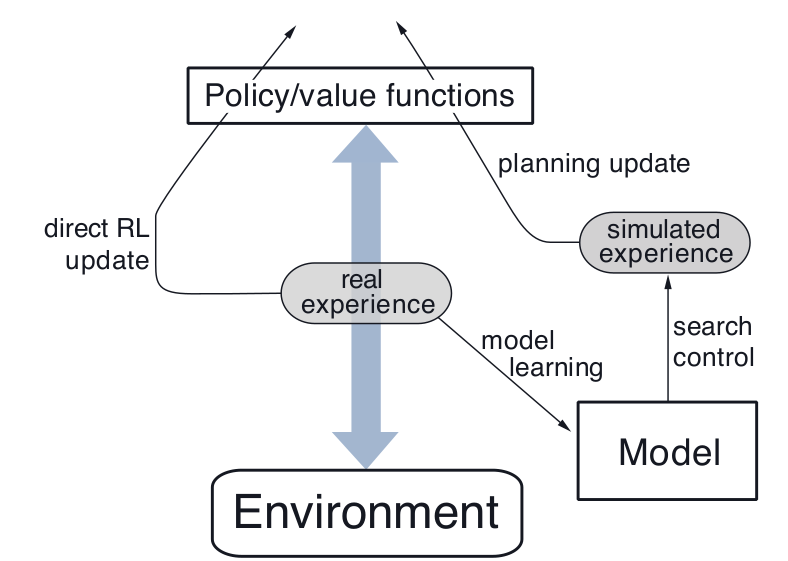 Policy/value functions
planning update
direct RL
update
simulated
experience
real
experience
model
learning
search
control
Model
Environment